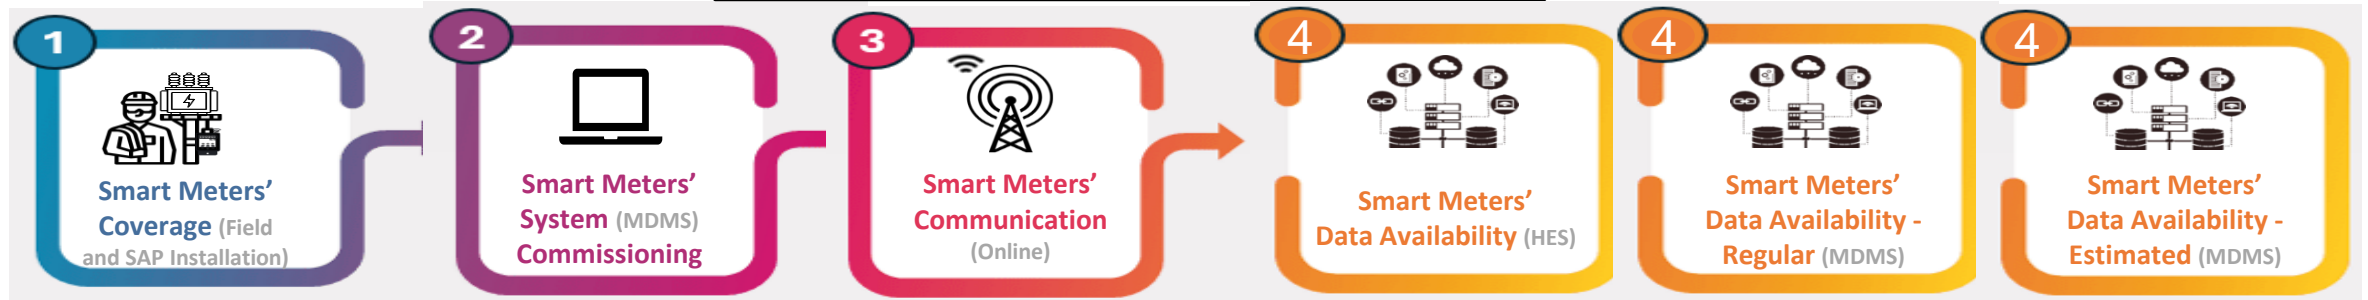 1
Smart Meters’
Coverage (Field
and SAP Installation)
2
Smart Meters’
System (MDMS)
Commissioning
3
Smart Meters’
Communication
(Online)
4
Smart Meters’
Data Availability (HES)
4
Smart Meters’
Data Availability -
Regular (MDMS)
4
Smart Meters’
Data Availability -
Estimated (MDMS)